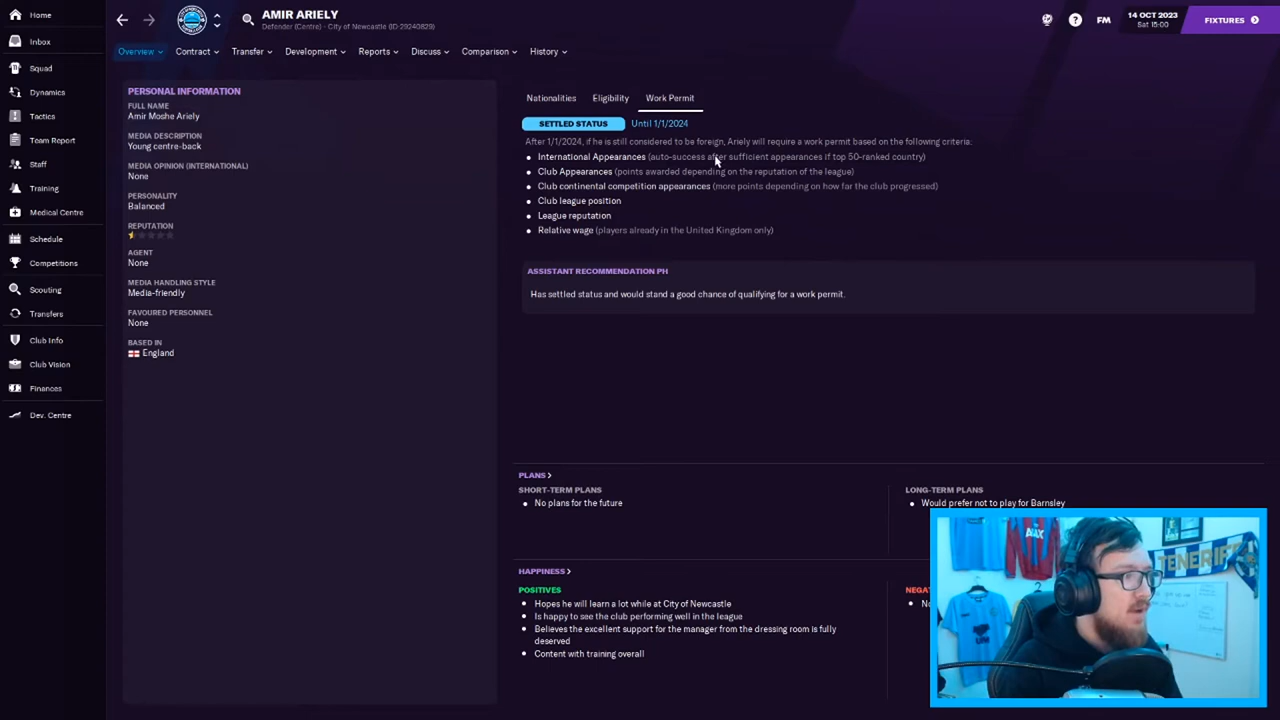 Home
Inbox
Squad
Dynamics
Tactics
Team Report
Staff
Training
Medical Centre
Schedule
Competitions
Scouting
Transfers
Club Info
Club Vision
Finances
Dev. Centre
AMIR ARIELY
Defender (Centre) - City of Newcastle (ID:29240829)
FM
14 OCT 2023
Sat 15:00
FIXTURES
Overview
Contract
Transfer
Development
Reports
Discuss
Comparison
History
PERSONAL INFORMATION
FULL NAME
Amir Moshe Ariely
MEDIA DESCRIPTION
Young centre-back
MEDIA OPINION (INTERNATIONAL)
None
PERSONALITY
Balanced
REPUTATION
AGENT
None
MEDIA HANDLING STYLE
Media-friendly
FAVOURED PERSONNEL
None
BASED IN
England
Nationalities
Eligibility
Work Permit
SETTLED STATUS Until 1/1/2024
After 1/1/2024, if he is still considered to be foreign, Ariely will require a work permit based on the following criteria:
International Appearances (auto-success after sufficient appearances if top 50-ranked country)
Club Appearances (points awarded depending on the reputation of the league)
Club continental competition appearances (more points depending on how far the club progressed)
Club league position
League reputation
Relative wage (players already in the United Kingdom only)
ASSISTANT RECOMMENDATION PH
Has settled status and would stand a good chance of qualifying for a work permit.
PLANS
SHORT-TERM PLANS
No plans for the future
LONG-TERM PLANS
Would prefer not to play for Barnsley
HAPPINESS
POSITIVES
Hopes he will learn a lot while at City of Newcastle
Is happy to see the club performing well in the league
Believes the excellent support for the manager from the dressing room is fully
deserved
Content with training overall
TENERIF